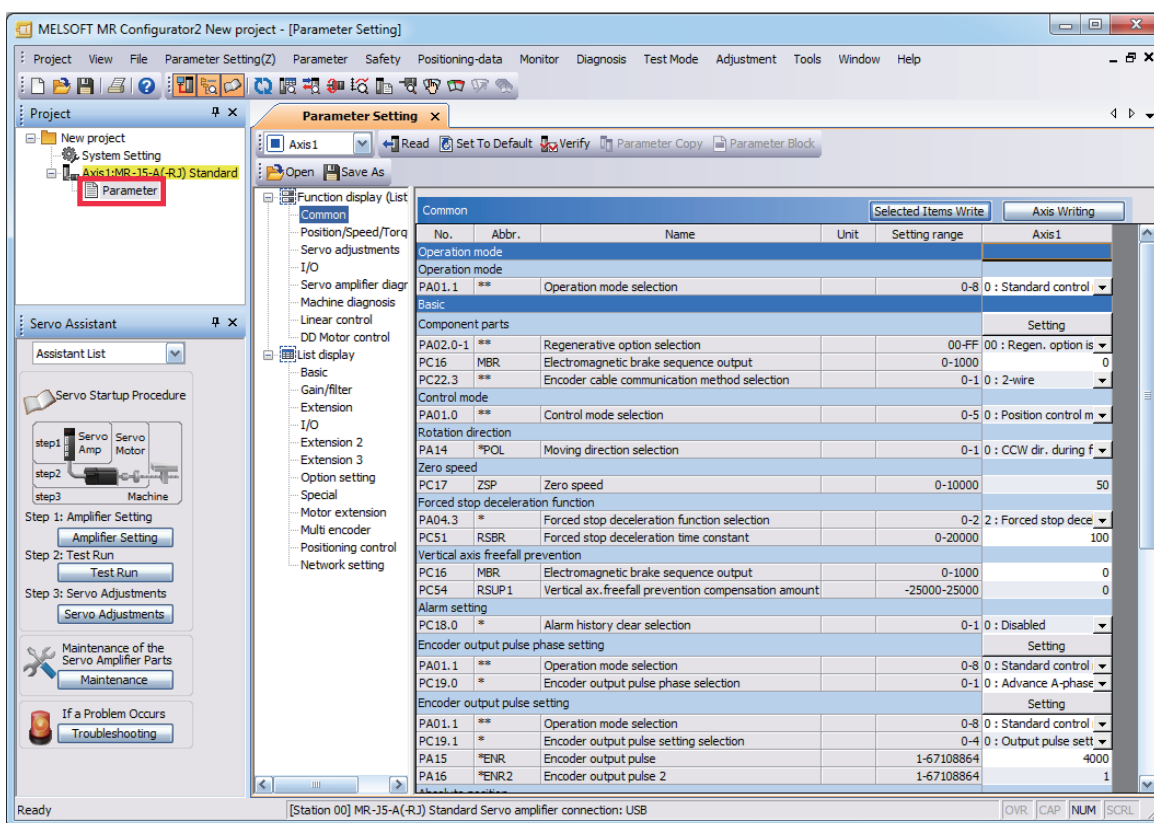 MELSOFT MR Configurator2 New project - [Parameter Setting]
Project View File Parameter Setting(Z) Parameter Safety Positioning-data Monitor Diagnosis Test Mode Adjustment Tools Window Help
Project
New project
System Setting
Axis1:MR-J5-A(-RJ) Standard
Parameter
Servo Assistant
Assistant List
Servo Startup Procedure
step1
Servo Amp
Servo Motor
step2
step3
Machine
Step 1: Amplifier Setting
Amplifier Setting
Step 2: Test Run
Test Run
Step 3: Servo Adjustments
Servo Adjustments
Maintenance of the
Servo Amplifier Parts
Maintenance
If a Problem Occurs
Troubleshooting
Parameter Setting
Axis1 Read Set To Default Verify Parameter Copy Parameter Block
Open Save As
Function display (List
Common
Position/Speed/Torq
Servo adjustments
I/O
Servo amplifier diagr
Machine diagnosis
Linear control
DD Motor control
List display
Basic
Gain/filter
Extension
I/O
Extension 2
Extension 3
Option setting
Special
Motor extension
Multi encoder
Positioning control
Network setting
Common Selected Items Write Axis Writing
No. Abbr. Name Unit Setting range Axis1
Operation mode
Operation mode
PA01.1 ** Operation mode selection 0-8 0 : Standard control
Basic
Component parts Setting
PA02.0-1 ** Regenerative option selection 00-FF 00 : Regen. option is
PC16 MBR Electromagnetic brake sequence output 0-1000 0
PC22.3 ** Encoder cable communication method selection 0-1 0 : 2-wire
Control mode
PA01.0 ** Control mode selection 0-5 0 : Position control m
Rotation direction
PA14 *POL Moving direction selection 0-1 0 : CCW dir. during f
Zero speed
PC17 ZSP Zero speed 0-10000 50
Forced stop deceleration function
PA04.3 * Forced stop deceleration function selection 0-2 2 : Forced stop dece
PC51 RSBR Forced stop deceleration time constant 0-20000 100
Vertical axis freefall prevention
PC16 MBR Electromagnetic brake sequence output 0-1000 0
PC54 RSUP1 Vertical ax.freefall prevention compensation amount -25000-25000 0
Alarm setting
PC18.0 * Alarm history clear selection 0-1 0 : Disabled
Encoder output pulse phase setting Setting
PA01.1 ** Operation mode selection 0-8 0 : Standard control
PC19.0 * Encoder output pulse phase selection 0-1 0 : Advance A-phase
Encoder output pulse setting Setting
PA01.1 ** Operation mode selection 0-8 0 : Standard control
PC19.1 * Encoder output pulse setting selection 0-4 0 : Output pulse sett
PA15 *ENR Encoder output pulse 1-67108864 4000
PA16 *ENR2 Encoder output pulse 2 1-67108864 1
Ready [Station 00] MR-J5-A(-RJ) Standard Servo amplifier connection: USB OVR CAP NUM SCRL